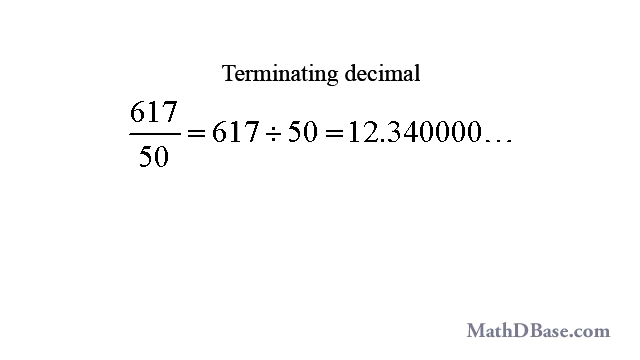 Terminating decimal
617/50 = 617 ÷ 50 = 12.340000…
MathDBase.com